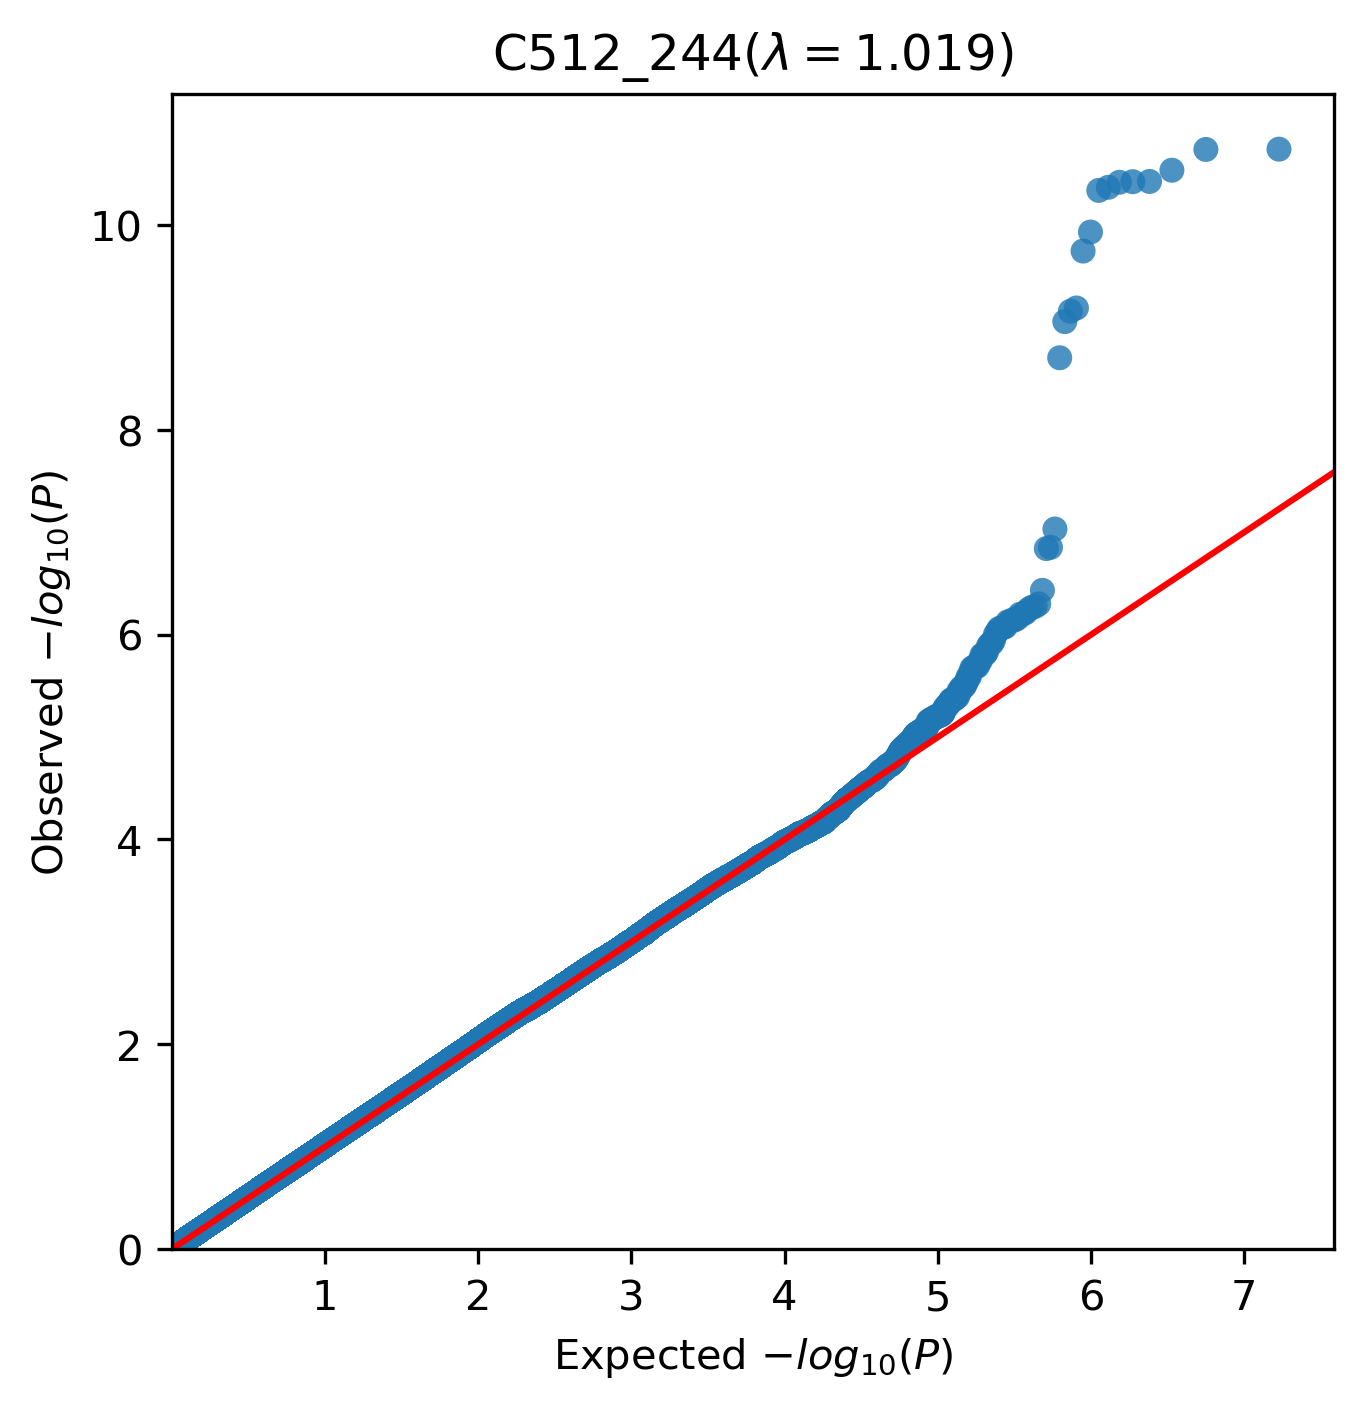 C512_244(λ = 1.019)
Observed −log₁₀(P)
10
8
6
4
2
0
1 2 3 4 5 6 7
Expected −log₁₀(P)